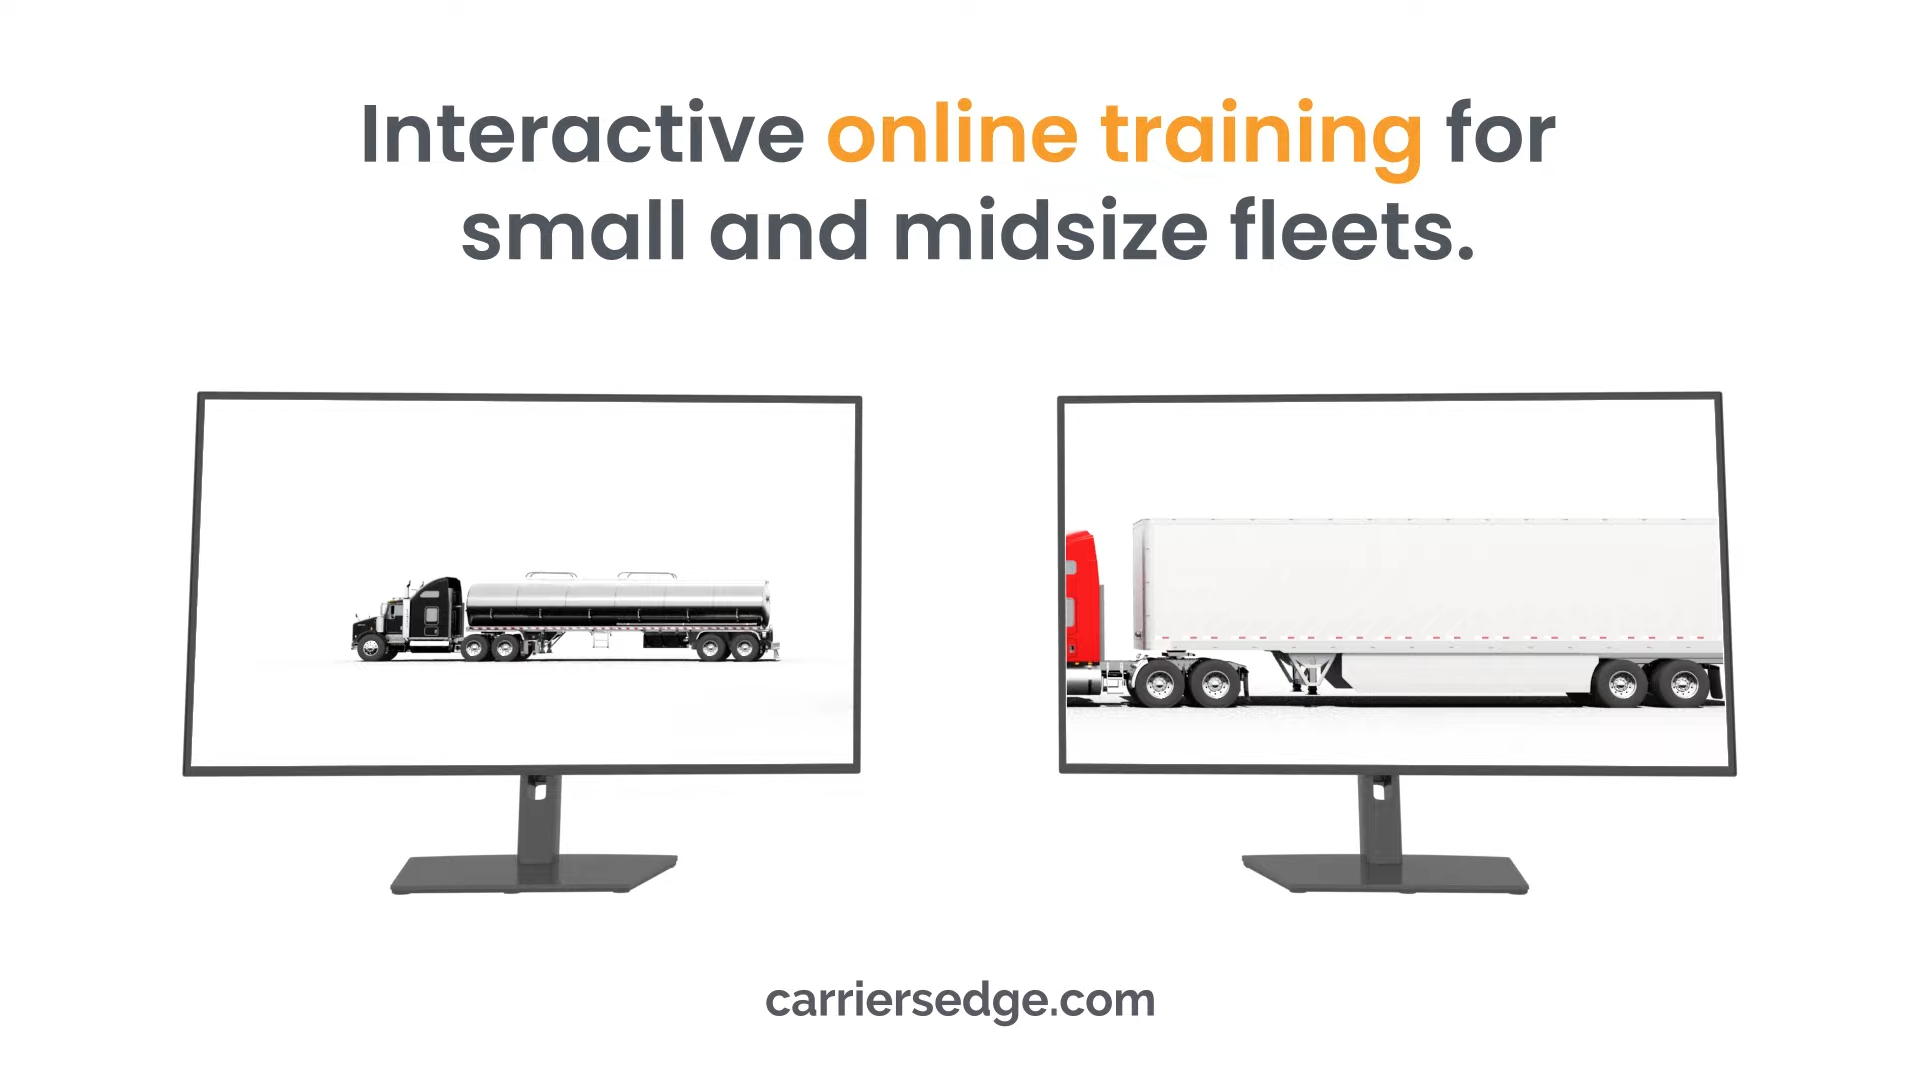 Interactive online training for
small and midsize fleets.
carriersedge.com